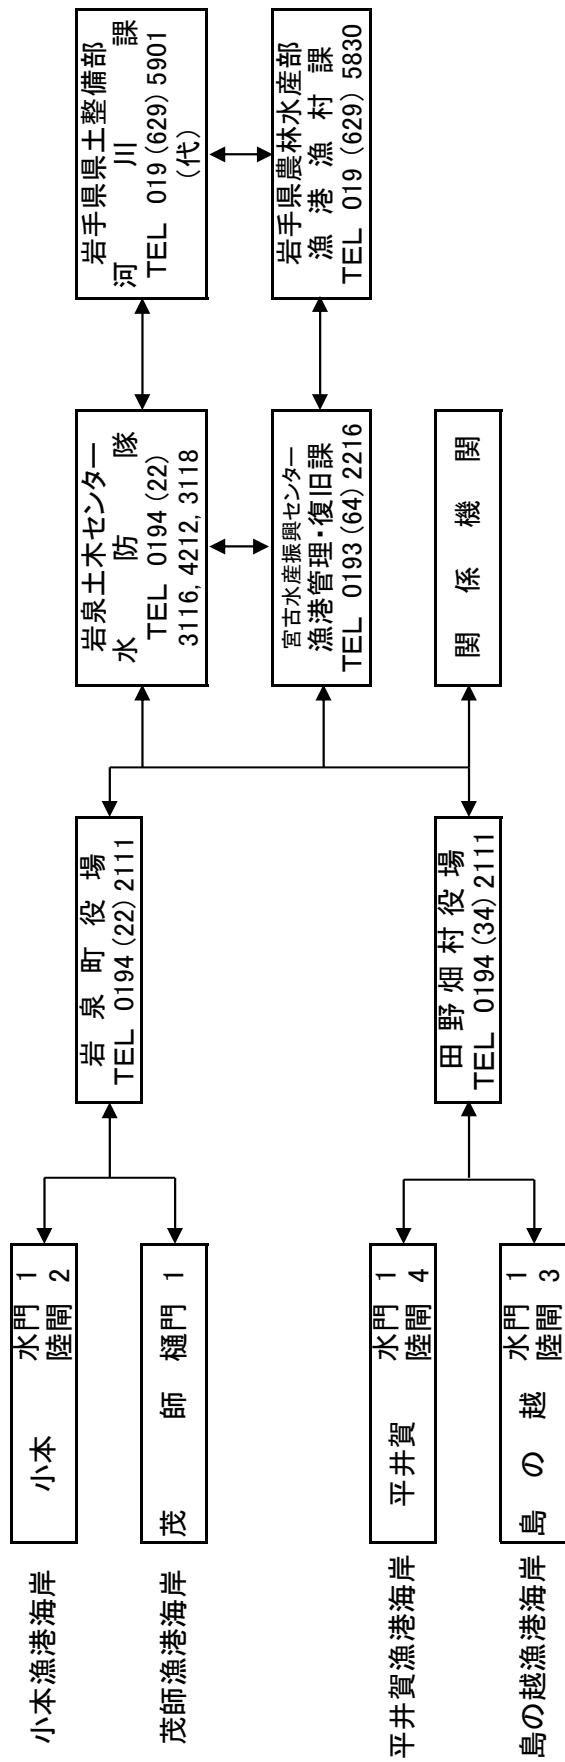 小本漁港海岸
小本 水門 1
陸閘 2
茂師漁港海岸
茂師 樋門 1
平井賀漁港海岸
平井賀 水門 1
陸閘 4
島の越漁港海岸
島の越 水門 1
陸閘 3
岩泉町役場
TEL 0194(22)2111
田野畑村役場
TEL 0194(34)2111
岩泉土木センター
水防隊
TEL 0194(22)
3116,4212,3118
宮古水産振興センター
漁港管理・復旧課
TEL 0193(64)2216
関係機関
岩手県県土整備部
河川課
TEL 019(629)5901
(代)
岩手県農林水産部
漁港漁村課
TEL 019(629)5830